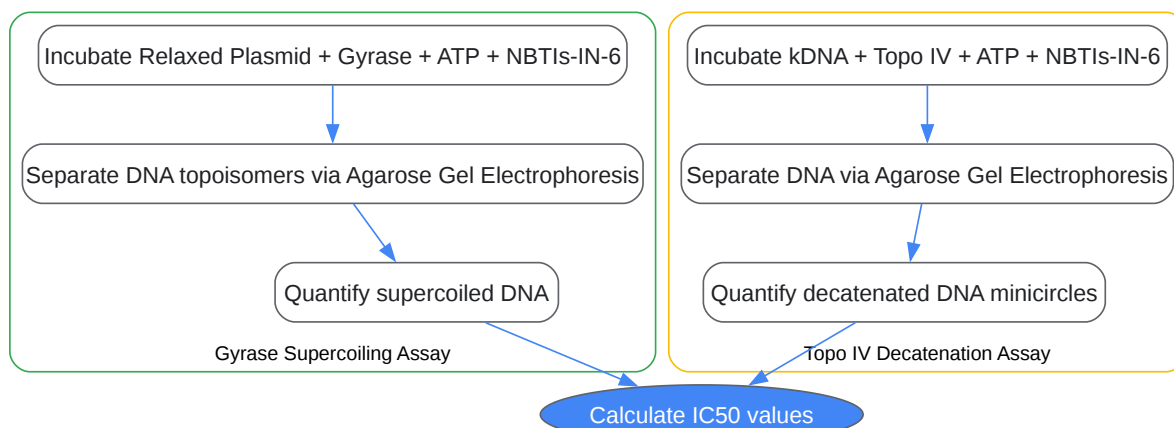 Incubate Relaxed Plasmid + Gyrase + ATP + NBTIs-IN-6
Separate DNA topoisomers via Agarose Gel Electrophoresis
Quantify supercoiled DNA
Gyrase Supercoiling Assay
Incubate kDNA + Topo IV + ATP + NBTIs-IN-6
Separate DNA via Agarose Gel Electrophoresis
Quantify decatenated DNA minicircles
Topo IV Decatenation Assay
Calculate IC50 values